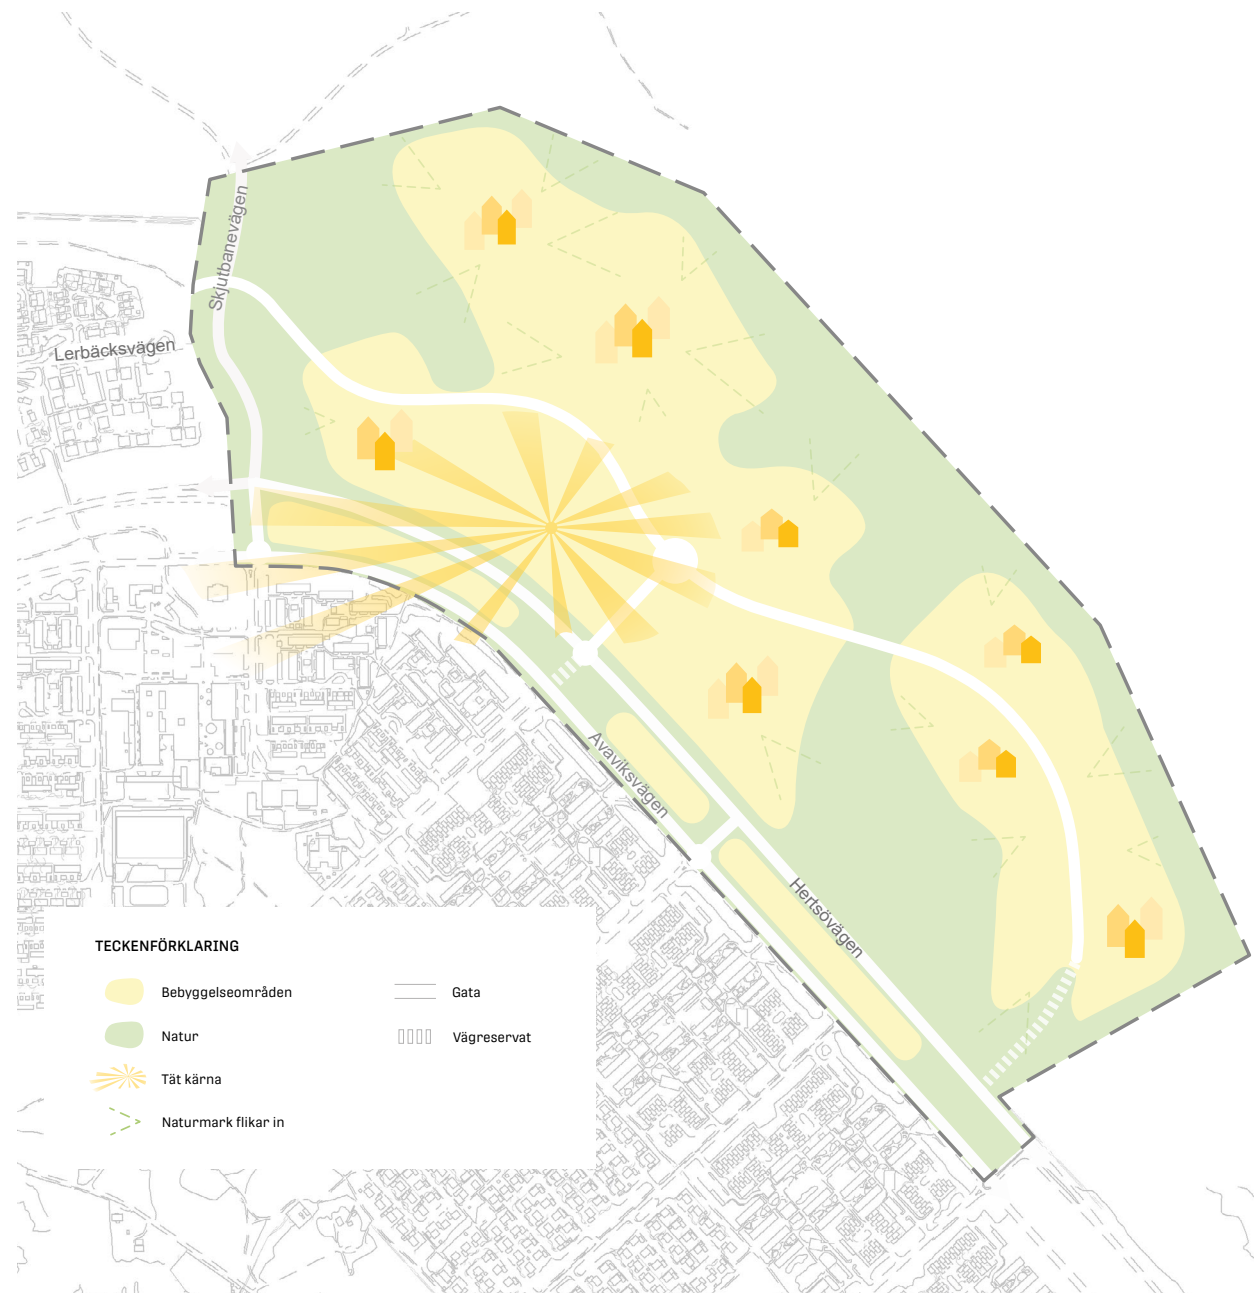 Skjutbanevägen
Lerbäcksvägen
Avaviksvägen
Hertsövägen
TECKENFÖRKLARING
Bebyggelseområden
Natur
Tät kärna
Naturmark flikar in
Gata
Vägreservat